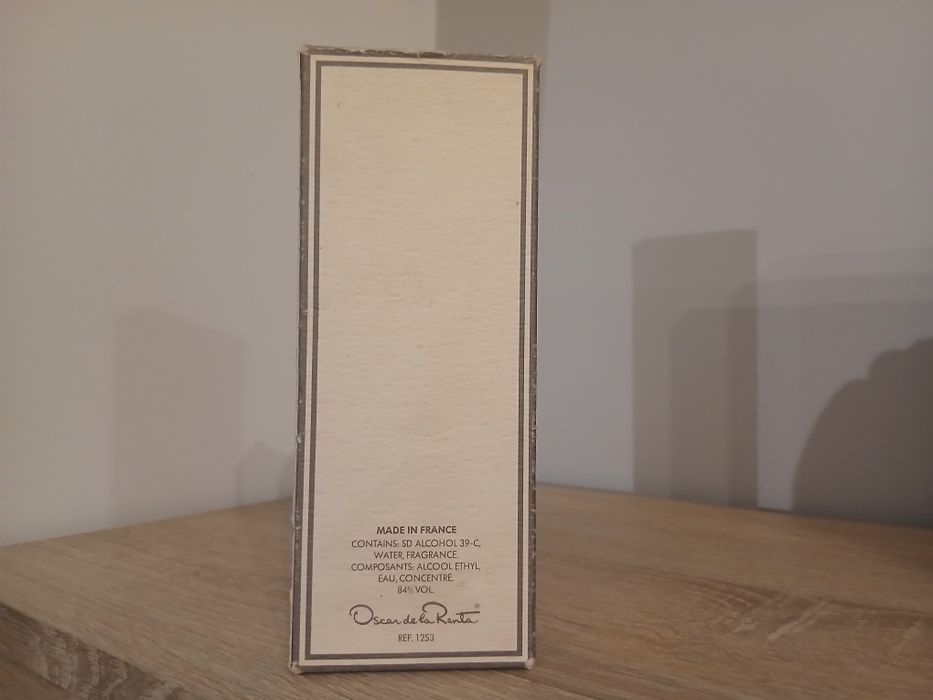 MADE IN FRANCE
CONTAINS: SD ALCOHOL 39-C,
WATER, FRAGRANCE.
COMPOSANTS: ALCOOL ETHYL,
EAU, CONCENTRÉ.
84% VOL.
Oscar de la Renta®
REF. 1253